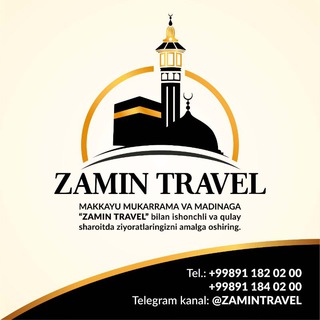 ZAMIN TRAVEL
MAKKAYU MUKARRAMA VA MADINAGA
“ZAMIN TRAVEL” bilan ishonchli va qulay
sharoitda ziyoratlaringizni amalga oshiring.
Tel.: +99891 182 02 00
+99891 184 02 00
Telegram kanal: @ZAMINTRAVEL